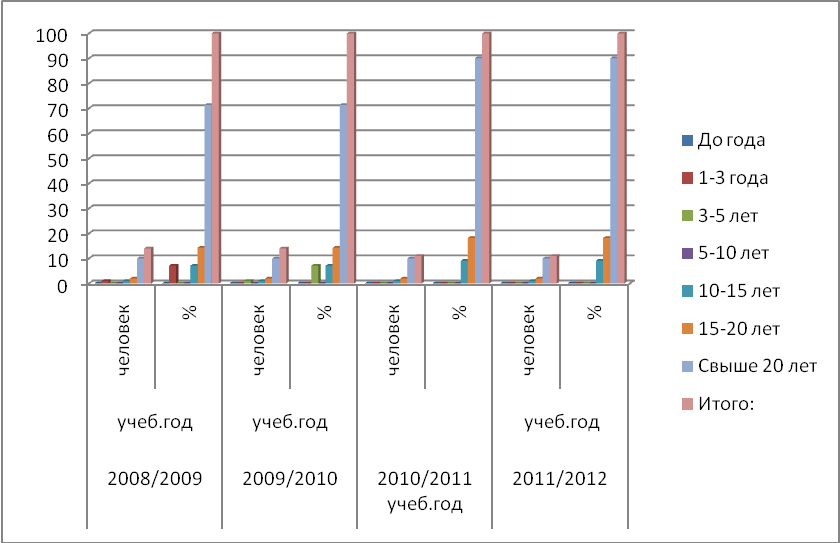 100
90
80
70
60
50
40
30
20
10
0
человек
%
человек
%
человек
%
человек
%
учеб.год
учеб.год
учеб.год
2008/2009
2009/2010
2010/2011
учеб.год
2011/2012
До года
1-3 года
3-5 лет
5-10 лет
10-15 лет
15-20 лет
Свыше 20 лет
Итого: